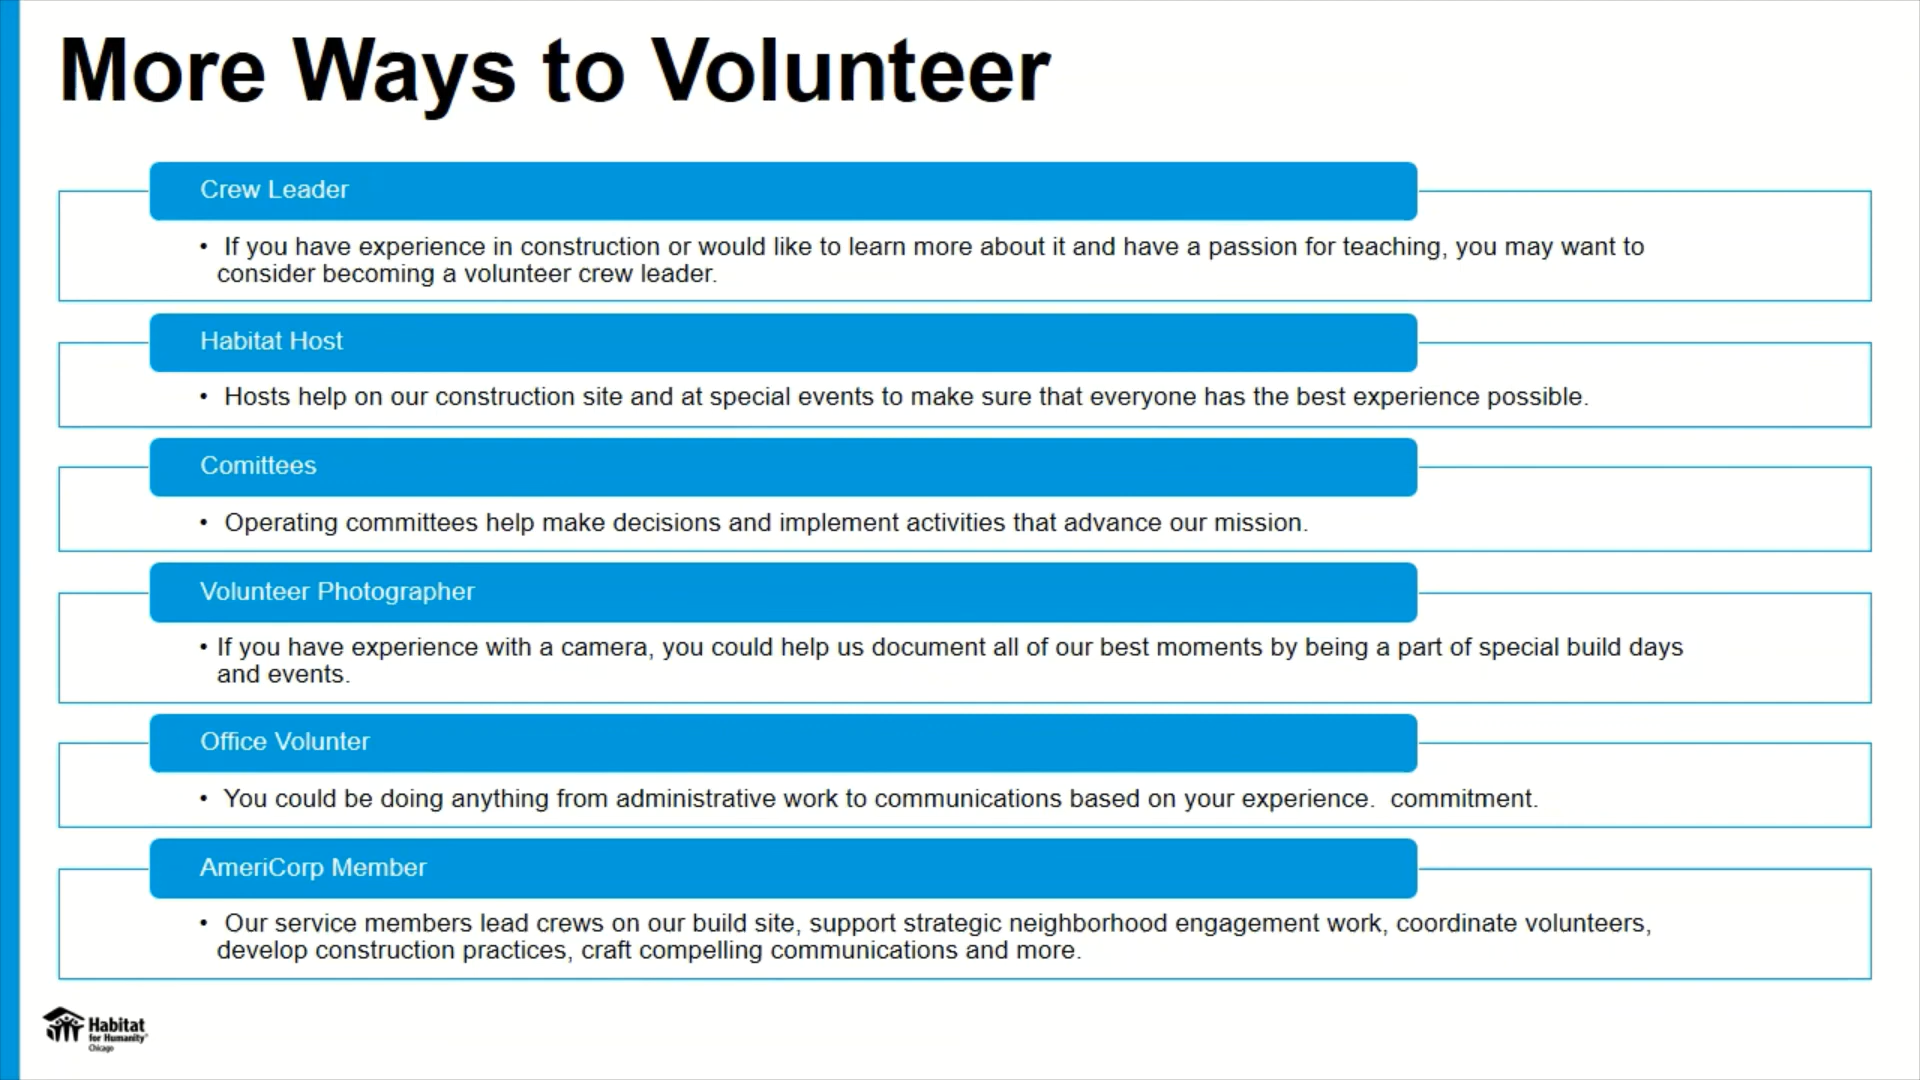 More Ways to Volunteer
Crew Leader
• If you have experience in construction or would like to learn more about it and have a passion for teaching, you may want to
consider becoming a volunteer crew leader.
Habitat Host
• Hosts help on our construction site and at special events to make sure that everyone has the best experience possible.
Comittees
• Operating committees help make decisions and implement activities that advance our mission.
Volunteer Photographer
• If you have experience with a camera, you could help us document all of our best moments by being a part of special build days
and events.
Office Volunter
• You could be doing anything from administrative work to communications based on your experience.  commitment.
AmeriCorp Member
• Our service members lead crews on our build site, support strategic neighborhood engagement work, coordinate volunteers,
develop construction practices, craft compelling communications and more.
Habitat
for Humanity®
Chicago